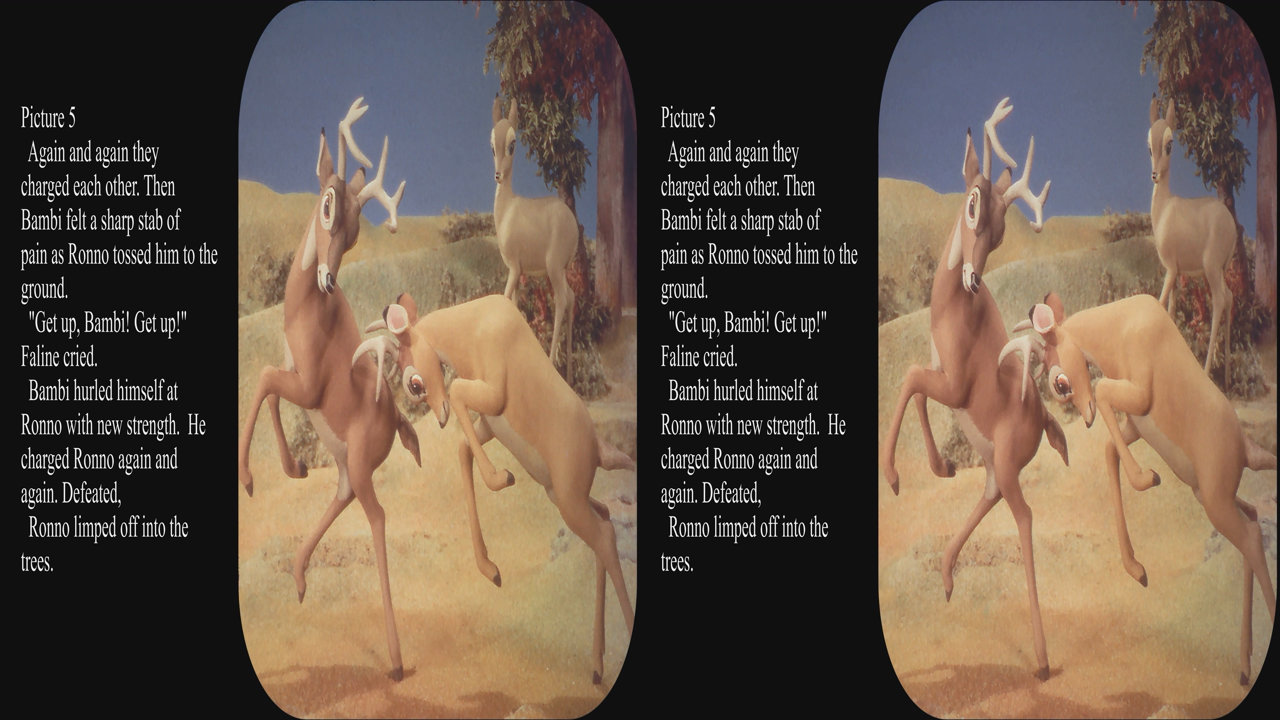 Picture 5
Again and again they
charged each other. Then
Bambi felt a sharp stab of
pain as Ronno tossed him to the
ground.
"Get up, Bambi! Get up!"
Faline cried.
Bambi hurled himself at
Ronno with new strength.  He
charged Ronno again and
again. Defeated,
Ronno limped off into the
trees.
Picture 5
Again and again they
charged each other. Then
Bambi felt a sharp stab of
pain as Ronno tossed him to the
ground.
"Get up, Bambi! Get up!"
Faline cried.
Bambi hurled himself at
Ronno with new strength.  He
charged Ronno again and
again. Defeated,
Ronno limped off into the
trees.